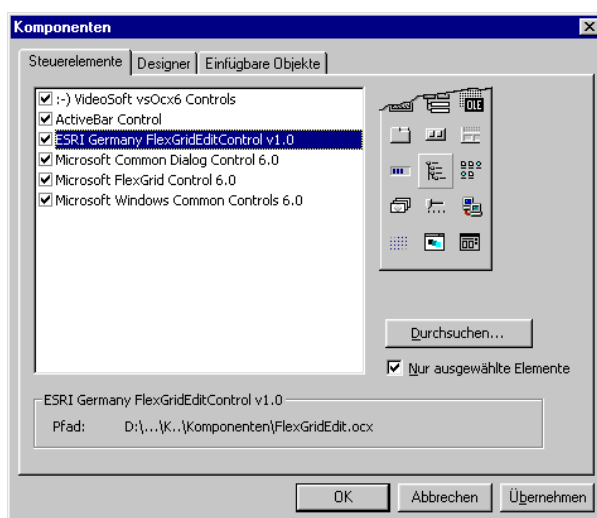 Komponenten
Steuerelemente Designer Einfügbare Objekte
:-) VideoSoft vsOcx6 Controls
ActiveBar Control
ESRI Germany FlexGridEditControl v1.0
Microsoft Common Dialog Control 6.0
Microsoft FlexGrid Control 6.0
Microsoft Windows Common Controls 6.0
OLE
Durchsuchen...
Nur ausgewählte Elemente
ESRI Germany FlexGridEditControl v1.0
Pfad: D:\...\K..\Komponenten\FlexGridEdit.ocx
OK Abbrechen Übernehmen